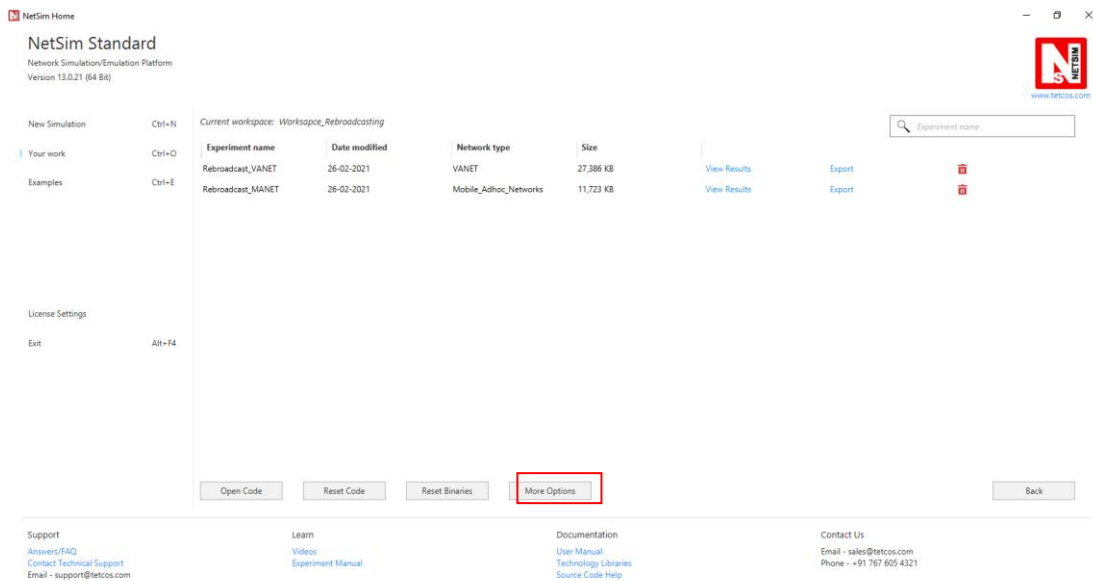 NetSim Home
NetSim Standard
Network Simulation/Emulation Platform
Version 13.0.21 (64 Bit)
NETSIM
www.tetcos.com
New Simulation Ctrl+N
Your work Ctrl+O
Examples Ctrl+E
License Settings
Exit Alt+F4
Current workspace: Worksapce_Rebroadcasting
Experiment name
Experiment name Date modified Network type Size
Rebroadcast_VANET 26-02-2021 VANET 27,386 KB View Results Export
Rebroadcast_MANET 26-02-2021 Mobile_Adhoc_Networks 11,723 KB View Results Export
Open Code Reset Code Reset Binaries More Options Back
Support
Answers/FAQ
Contact Technical Support
Email - support@tetcos.com
Learn
Videos
Experiment Manual
Documentation
User Manual
Technology Libraries
Source Code Help
Contact Us
Email - sales@tetcos.com
Phone - +91 767 605 4321